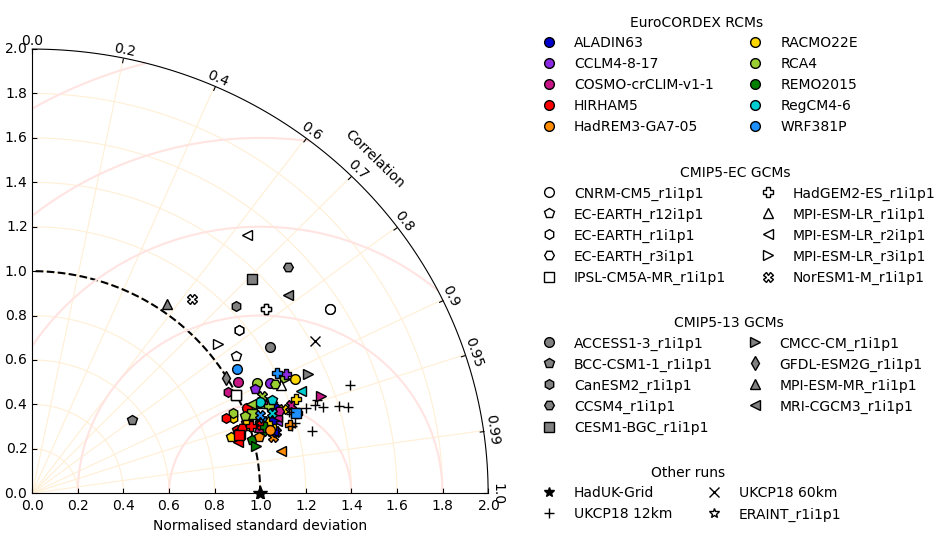 0.0
0.2
0.4
0.6
Correlation
0.7
0.8
0.9
0.95
0.99
1.0
2.0
1.8
1.6
1.4
1.2
1.0
0.8
0.6
0.4
0.2
0.0
0.0 0.2 0.4 0.6 0.8 1.0 1.2 1.4 1.6 1.8 2.0
Normalised standard deviation
EuroCORDEX RCMs
ALADIN63 RACMO22E
CCLM4-8-17 RCA4
COSMO-crCLIM-v1-1 REMO2015
HIRHAM5 RegCM4-6
HadREM3-GA7-05 WRF381P
CMIP5-EC GCMs
CNRM-CM5_r1i1p1 HadGEM2-ES_r1i1p1
EC-EARTH_r12i1p1 MPI-ESM-LR_r1i1p1
EC-EARTH_r1i1p1 MPI-ESM-LR_r2i1p1
EC-EARTH_r3i1p1 MPI-ESM-LR_r3i1p1
IPSL-CM5A-MR_r1i1p1 NorESM1-M_r1i1p1
CMIP5-13 GCMs
ACCESS1-3_r1i1p1 CMCC-CM_r1i1p1
BCC-CSM1-1_r1i1p1 GFDL-ESM2G_r1i1p1
CanESM2_r1i1p1 MPI-ESM-MR_r1i1p1
CCSM4_r1i1p1 MRI-CGCM3_r1i1p1
CESM1-BGC_r1i1p1
Other runs
HadUK-Grid UKCP18 60km
UKCP18 12km ERAINT_r1i1p1